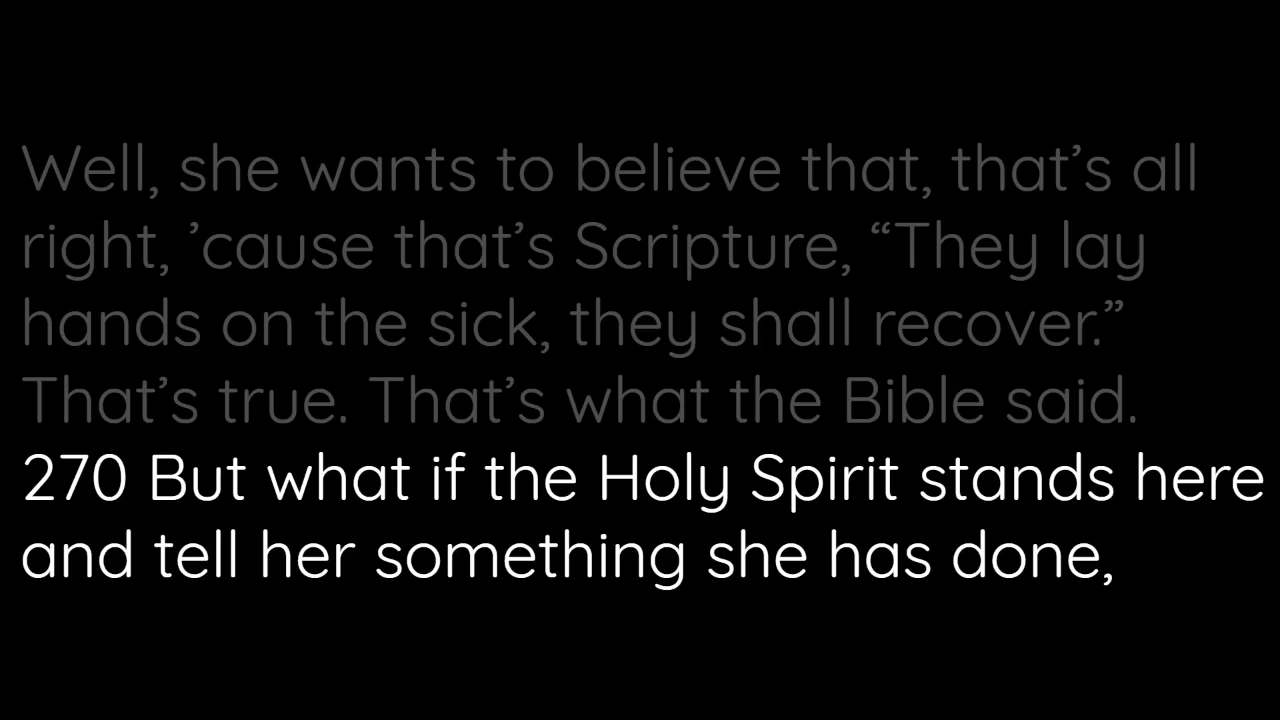 Well, she wants to believe that, that’s all
right, ’cause that’s Scripture, “They lay
hands on the sick, they shall recover.”
That’s true. That’s what the Bible said.
270 But what if the Holy Spirit stands here
and tell her something she has done,